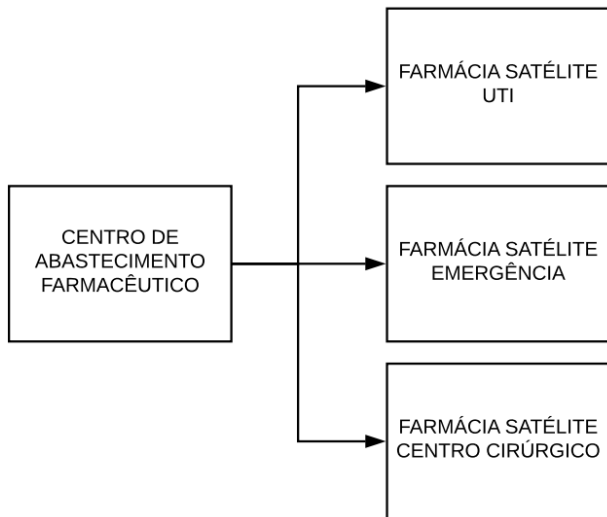 FARMÁCIA SATÉLITE
UTI
CENTRO DE
ABASTECIMENTO
FARMACÊUTICO
FARMÁCIA SATÉLITE
EMERGÊNCIA
FARMÁCIA SATÉLITE
CENTRO CIRÚRGICO